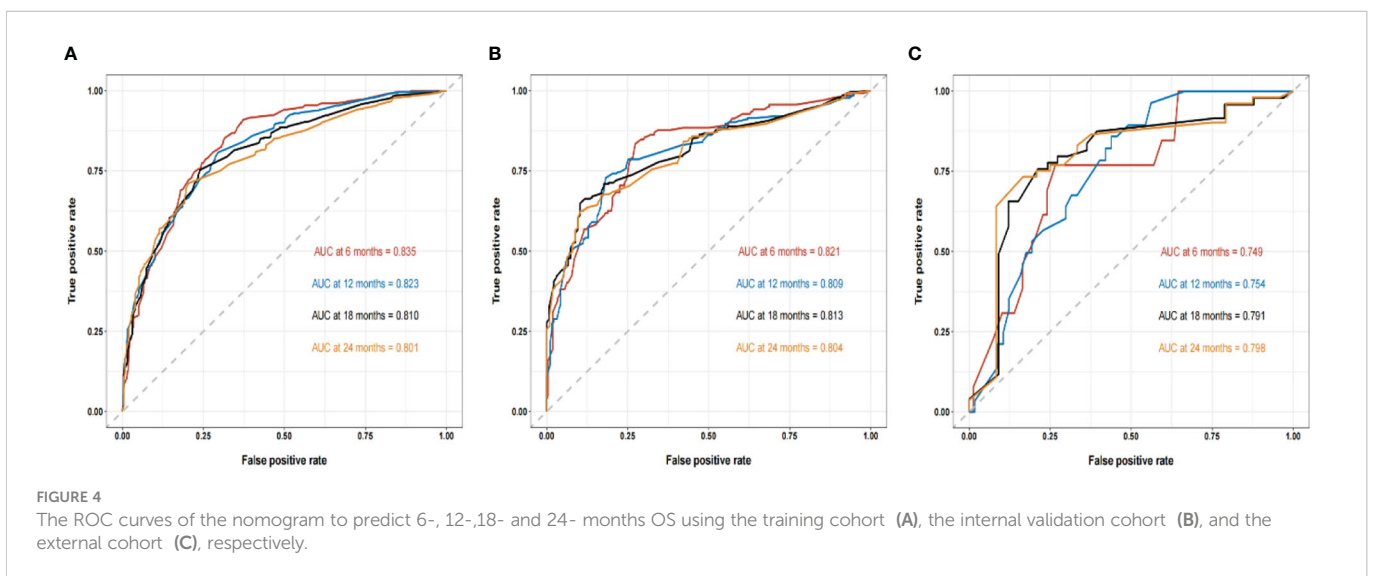 A
B
C
True positive rate
1.00
0.75
0.50
0.25
0.00
AUC at 6 months = 0.835
AUC at 12 months = 0.823
AUC at 18 months = 0.810
AUC at 24 months = 0.801
0.00 0.25 0.50 0.75 1.00
False positive rate
True positive rate
1.00
0.75
0.50
0.25
0.00
AUC at 6 months = 0.821
AUC at 12 months = 0.809
AUC at 18 months = 0.813
AUC at 24 months = 0.804
0.00 0.25 0.50 0.75 1.00
False positive rate
True positive rate
1.00
0.75
0.50
0.25
0.00
AUC at 6 months = 0.749
AUC at 12 months = 0.754
AUC at 18 months = 0.791
AUC at 24 months = 0.798
0.00 0.25 0.50 0.75 1.00
False positive rate
FIGURE 4
The ROC curves of the nomogram to predict 6-, 12-,18- and 24- months OS using the training cohort (A), the internal validation cohort (B), and the
external cohort (C), respectively.